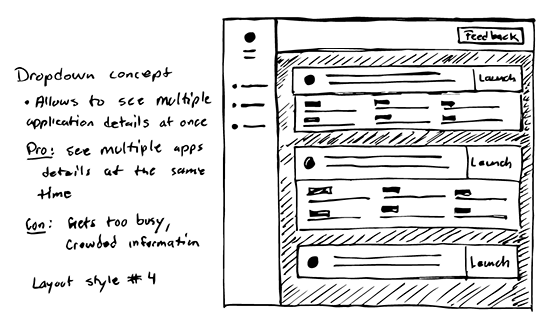 Dropdown concept
• Allows to see multiple
application details at once
Pro: see multiple apps
details at the same
time
Con: Gets too busy,
crowded information
Layout style # 4
Feedback
Launch
Launch
Launch